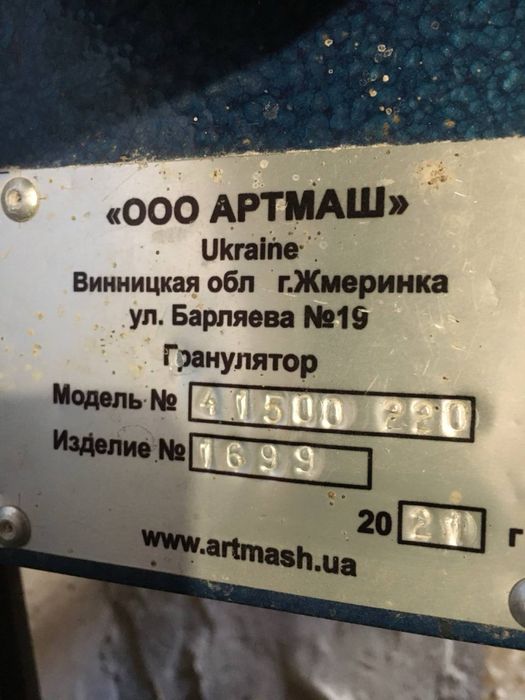 «ООО АРТМАШ»
Ukraine
Винницкая обл г.Жмеринка
ул. Барляева №19
Гранулятор
Модель № 41500 220
Изделие № 1699
20 21 г
www.artmash.ua